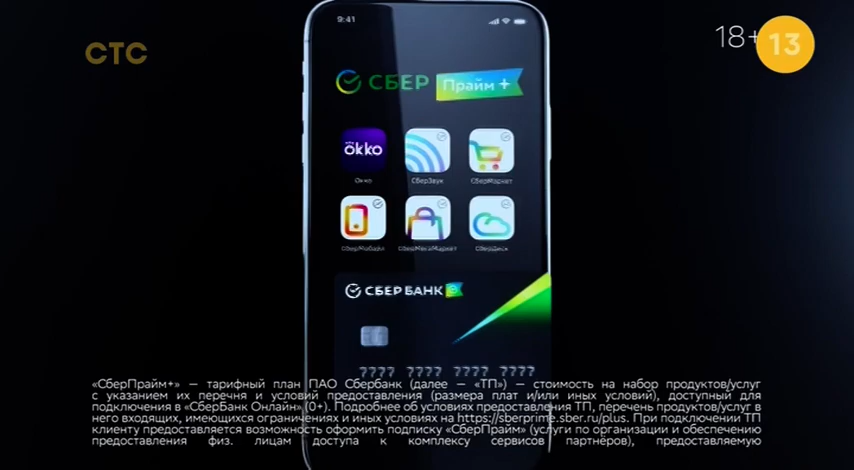 9:41
СТС
18+
13
СБЕР Прайм+
ökko
Окко СберЗвук СберМаркет
СберМобайл СберМегаМаркет СберДиск
СБЕР БАНК
???? ???? ???? ????
«СберПрайм+» — тарифный план ПАО Сбербанк (далее — «ТП») — стоимость на набор продуктов/услуг
с указанием их перечня и условий предоставления (размера плат и/или иных условий), доступный для
подключения в «СберБанк Онлайн» (0+). Подробнее об условиях предоставления ТП, перечень продуктов/услуг в
него входящих, имеющихся ограничениях и иных условиях на https://sberprime.sber.ru/plus. При подключении ТП
клиенту предоставляется возможность оформить подписку «СберПрайм» (услуги по организации и обеспечению
предоставления физ. лицам доступа к комплексу сервисов партнёров), предоставляемую